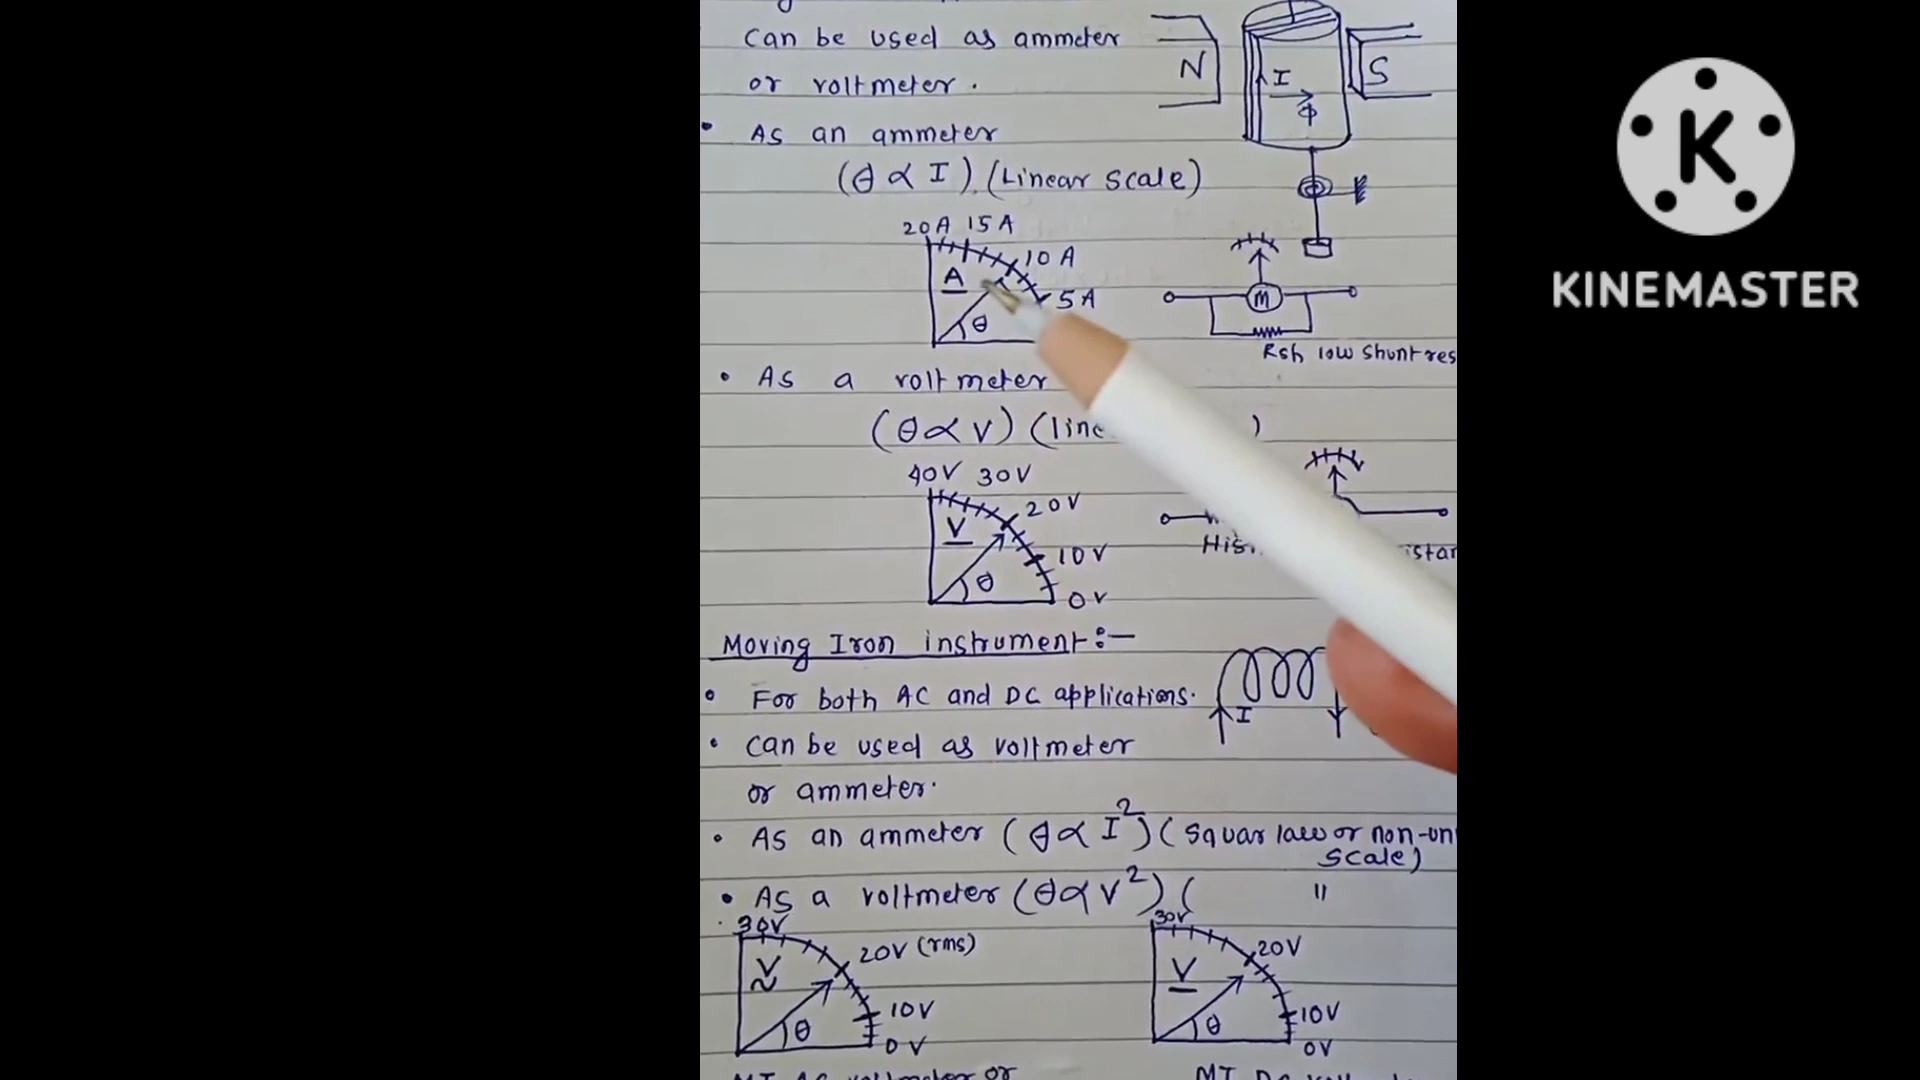 can be used as ammeter
or voltmeter.
N
S
I
ϕ
• As an ammeter
(θ ∝ I) (Linear scale)
20A 15A
10 A
5 A
A
θ
M
Rsh low shunt res
• As a voltmeter
(θ ∝ V) (
40V 30V
20V
10V
0V
V
θ
Moving Iron instrument:—
• For both AC and DC applications.
I
• can be used as voltmeter
or ammeter.
• As an ammeter (θ ∝ I²) (squar law or non-un
scale)
• As a voltmeter (θ ∝ V²) ( "
30V
20V (rms)
10V
0V
V
~
θ
30V
20V
10V
0V
V
θ
K
KINEMASTER